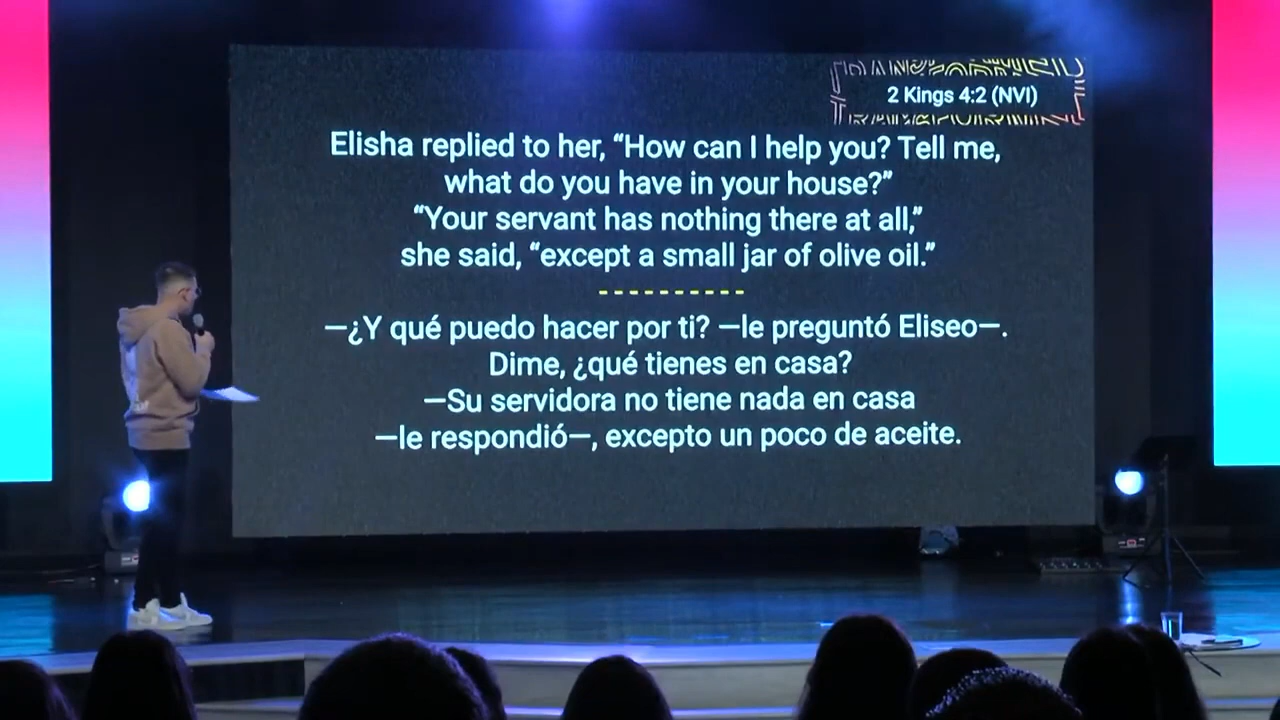 2 Kings 4:2 (NVI)
Elisha replied to her, “How can I help you? Tell me,
what do you have in your house?”
“Your servant has nothing there at all,”
she said, “except a small jar of olive oil.”
—¿Y qué puedo hacer por ti? —le preguntó Eliseo—.
Dime, ¿qué tienes en casa?
—Su servidora no tiene nada en casa
—le respondió—, excepto un poco de aceite.